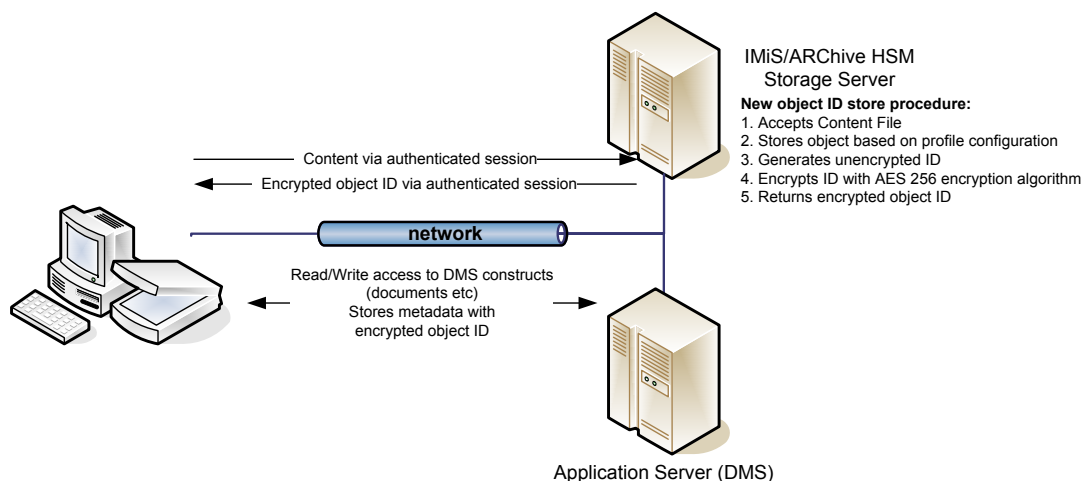 IMiS/ARChive HSM
Storage Server
New object ID store procedure:
1. Accepts Content File
2. Stores object based on profile configuration
3. Generates unencrypted ID
4. Encrypts ID with AES 256 encryption algorithm
5. Returns encrypted object ID
Content via authenticated session
Encrypted object ID via authenticated session
network
Read/Write access to DMS constructs
(documents etc)
Stores metadata with
encrypted object ID
Application Server (DMS)